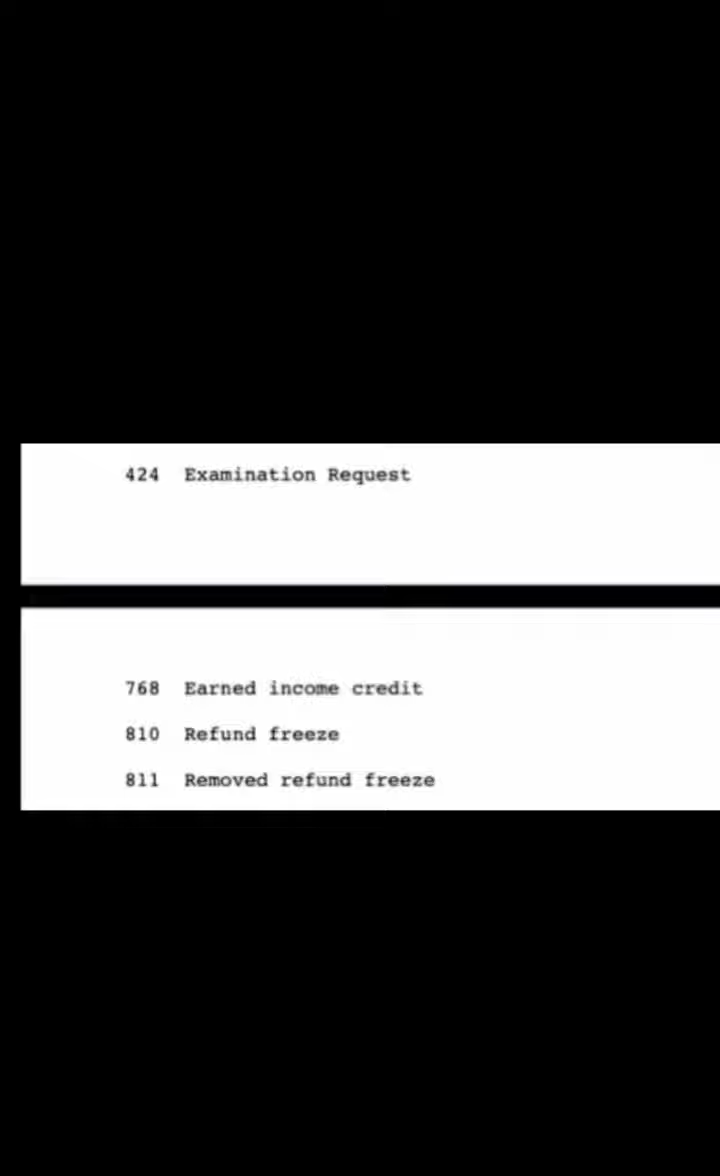 424 Examination Request
768 Earned income credit
810 Refund freeze
811 Removed refund freeze